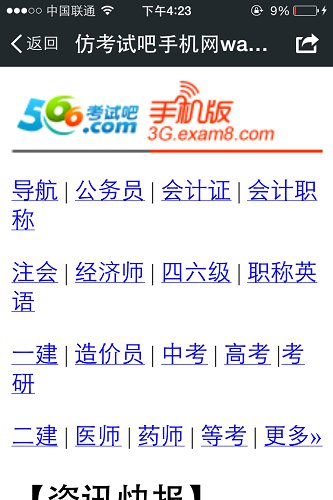 中国联通 下午4:23 9%
返回 仿考试吧手机网wa...
566 考试吧 .com 手机版 3G.exam8.com
导航 | 公务员 | 会计证 | 会计职
称
注会 | 经济师 | 四六级 | 职称英
语
一建 | 造价员 | 中考 | 高考 |考
研
二建 | 医师 | 药师 | 等考 | 更多»
【资讯快报】